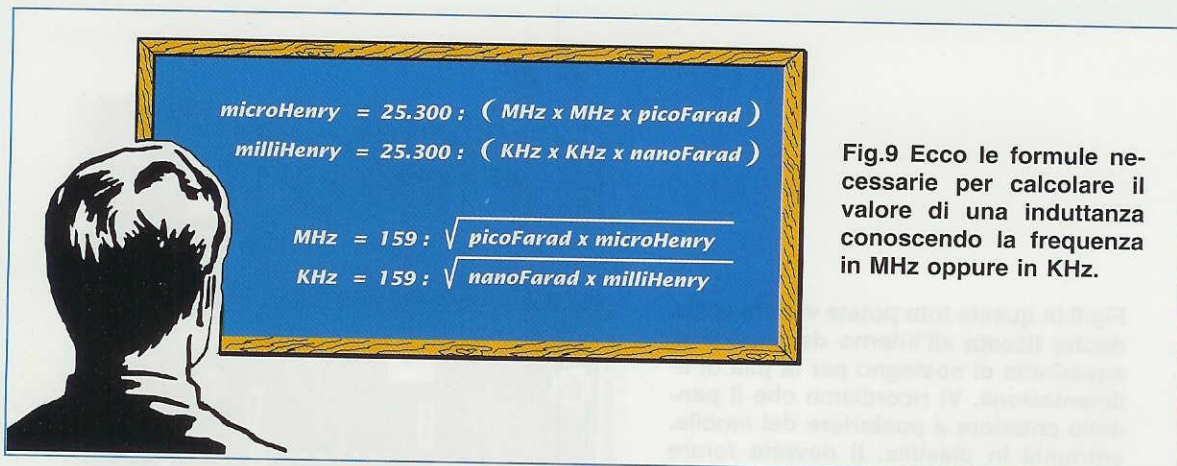 microHenry = 25.300 : ( MHz x MHz x picoFarad )
milliHenry = 25.300 : ( KHz x KHz x nanoFarad )
MHz = 159 : √ picoFarad x microHenry
KHz = 159 : √ nanoFarad x milliHenry
Fig.9 Ecco le formule ne-
cessarie per calcolare il
valore di una induttanza
conoscendo la frequenza
in MHz oppure in KHz.